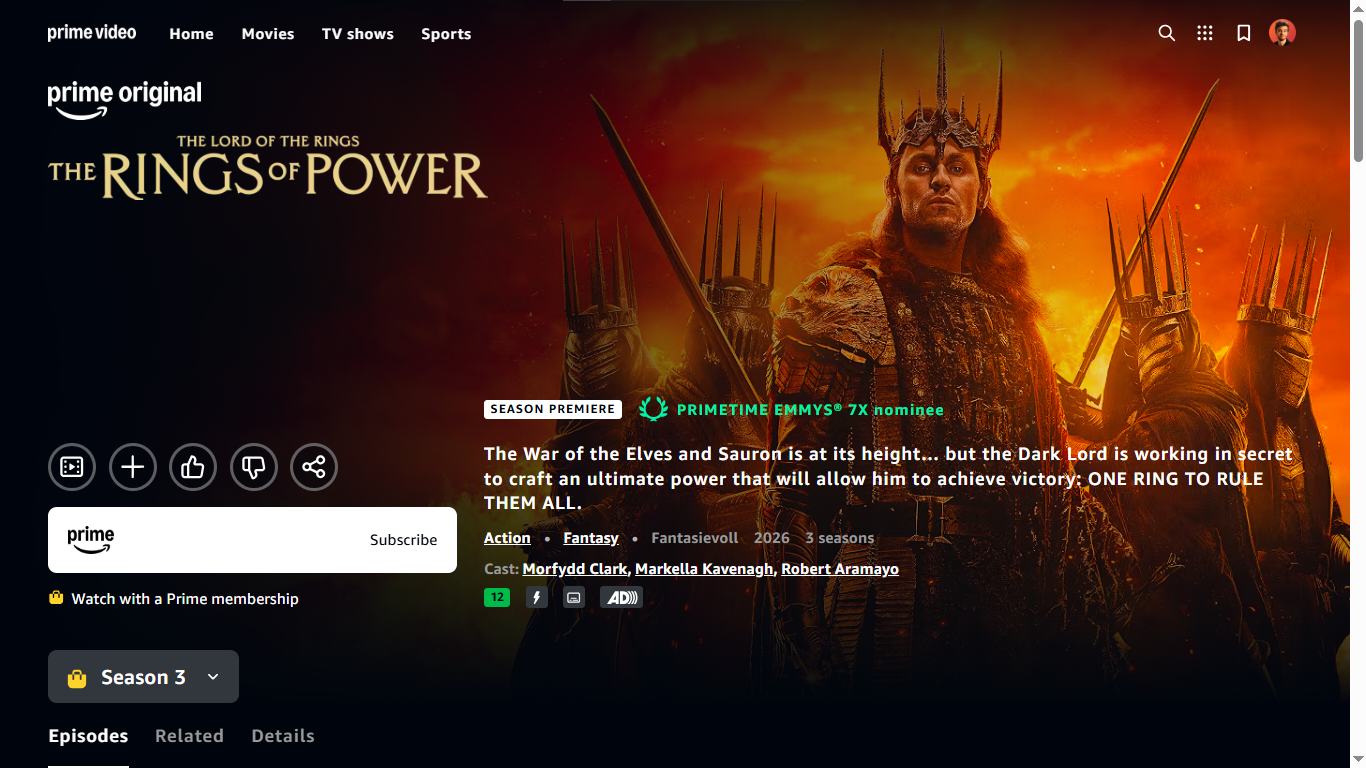 prime video
Home
Movies
TV shows
Sports
prime original
THE LORD OF THE RINGS
THE RINGS OF POWER
SEASON PREMIERE
PRIMETIME EMMYS® 7X nominee
The War of the Elves and Sauron is at its height... but the Dark Lord is working in secret
to craft an ultimate power that will allow him to achieve victory: ONE RING TO RULE
THEM ALL.
prime
Subscribe
Action • Fantasy • Fantasievoll 2026 3 seasons
Cast: Morfydd Clark, Markella Kavenagh, Robert Aramayo
12
AD)))
Watch with a Prime membership
Season 3
Episodes
Related
Details